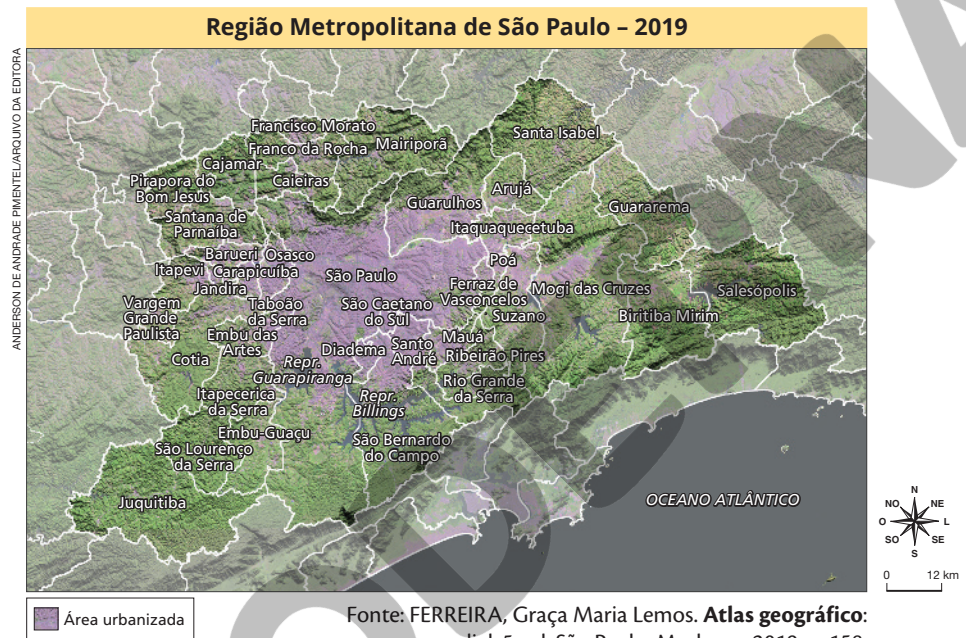 Região Metropolitana de São Paulo – 2019
ANDERSON DE ANDRADE PIMENTEL/ARQUIVO DA EDITORA
Francisco Morato
Franco da Rocha
Mairiporã
Santa Isabel
Cajamar
Caieiras
Pirapora do
Bom Jesus
Arujá
Guarulhos
Guararema
Santana de
Parnaíba
Itaquaquecetuba
Barueri
Osasco
Poá
Itapevi
Carapicuíba
São Paulo
Jandira
Ferraz de
Vasconcelos
Mogi das Cruzes
Salesópolis
Vargem
Grande
Paulista
Taboão
da Serra
São Caetano
do Sul
Suzano
Biritiba Mirim
Embu das
Artes
Diadema
Santo
André
Mauá
Ribeirão Pires
Cotia
Repr.
Guarapiranga
Rio Grande
da Serra
Itapecerica
da Serra
Repr.
Billings
Embu-Guaçu
São Bernardo
do Campo
São Lourenço
da Serra
Juquitiba
OCEANO ATLÂNTICO
N
NO
NE
O
L
SO
SE
S
0 12 km
Área urbanizada
Fonte: FERREIRA, Graça Maria Lemos. Atlas geográfico: